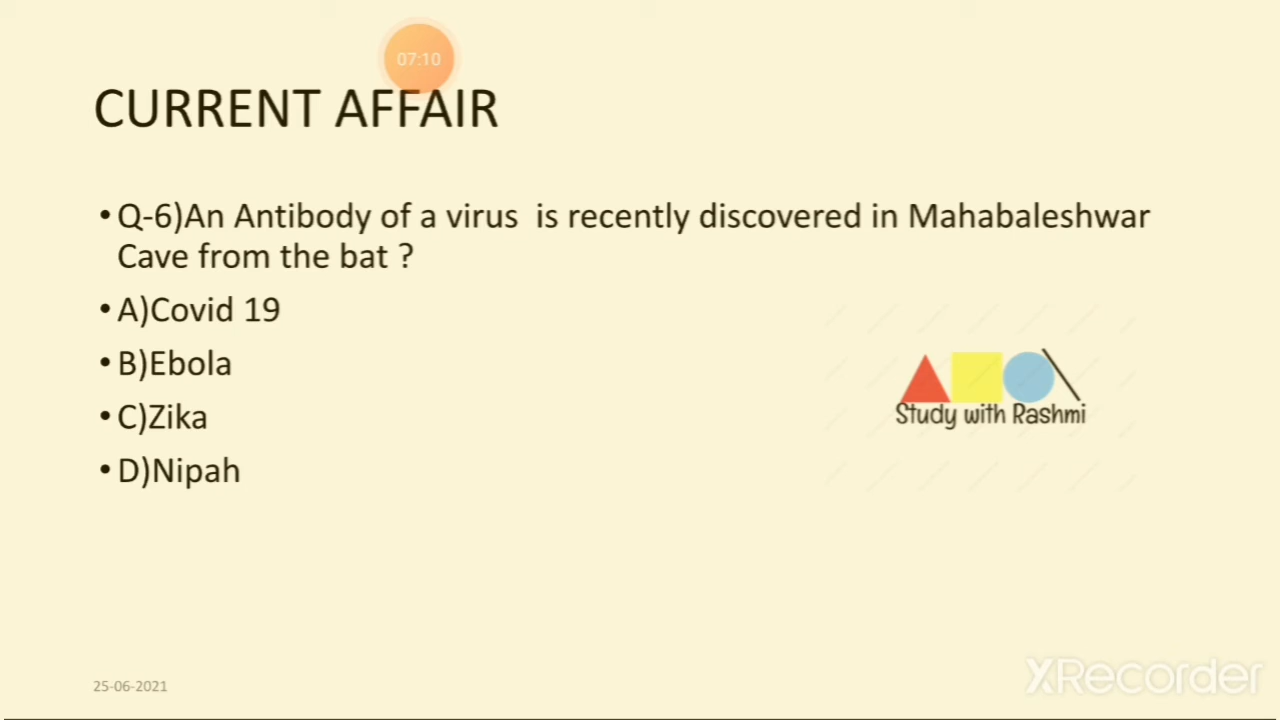 07:10
CURRENT AFFAIR
• Q-6)An Antibody of a virus  is recently discovered in Mahabaleshwar
Cave from the bat ?
• A)Covid 19
• B)Ebola
• C)Zika
• D)Nipah
Study with Rashmi
25-06-2021
XRecorder